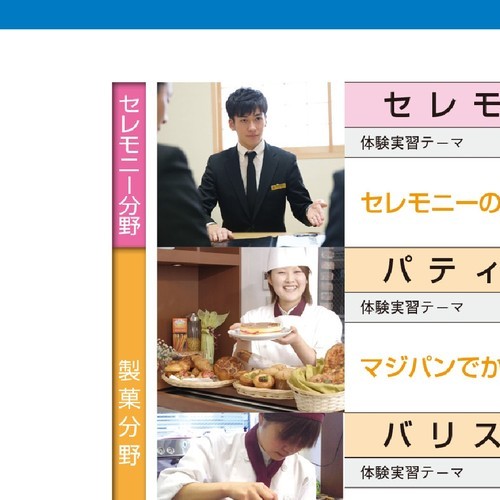 セレモニー分野
セレモ
体験実習テーマ
セレモニーの
製菓分野
パティ
体験実習テーマ
マジパンでか
バリス
体験実習テーマ